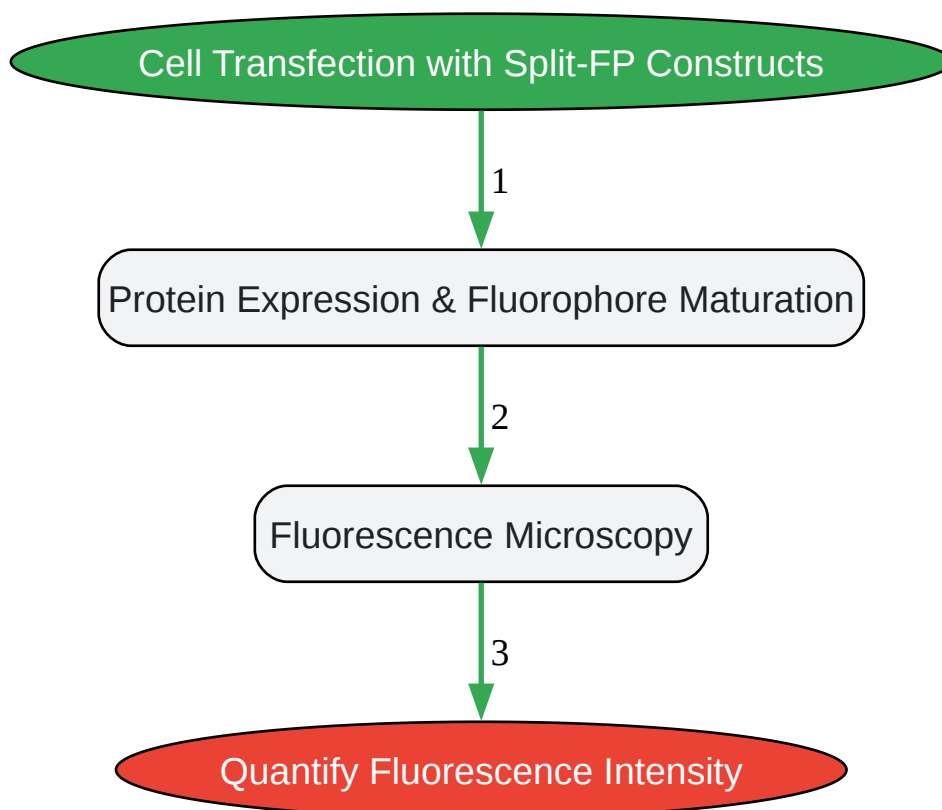 Cell Transfection with Split-FP Constructs
1
Protein Expression & Fluorophore Maturation
2
Fluorescence Microscopy
3
Quantify Fluorescence Intensity